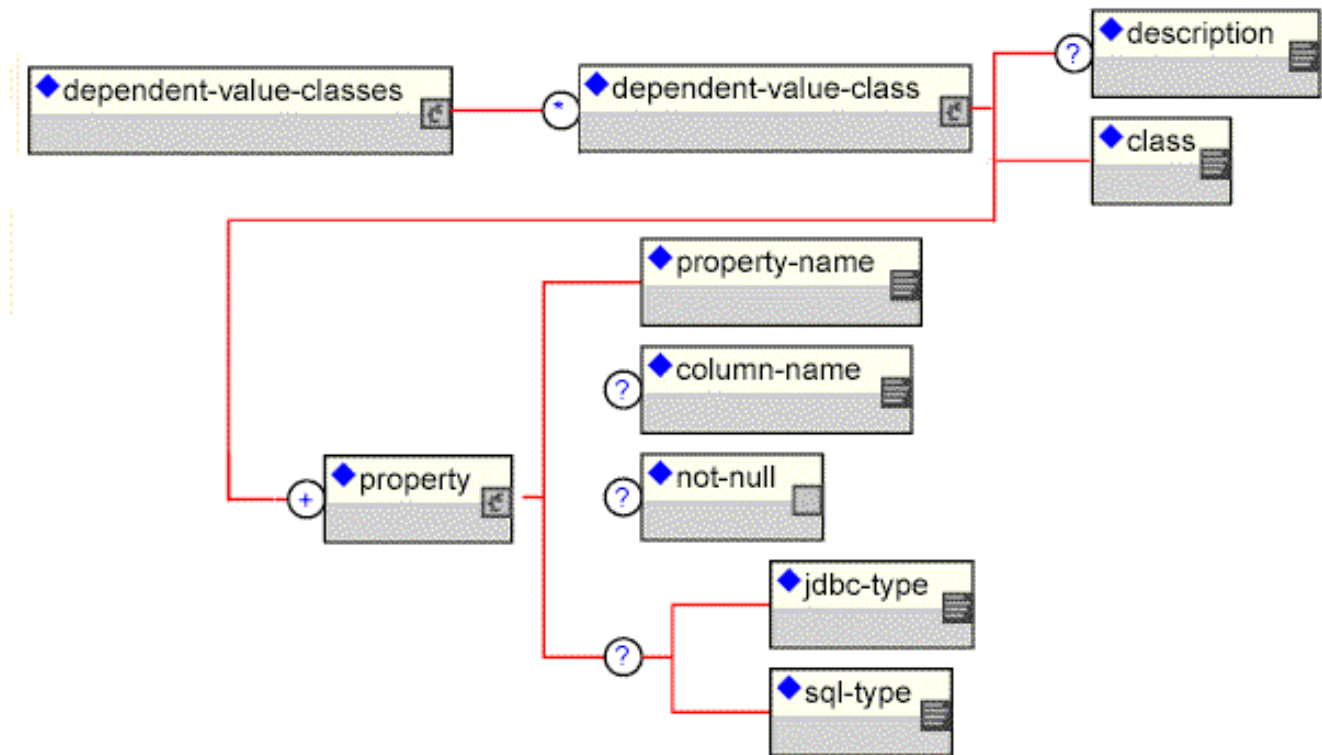 description
?
dependent-value-classes
*
dependent-value-class
class
property-name
?
column-name
?
not-null
+
property
jdbc-type
?
sql-type